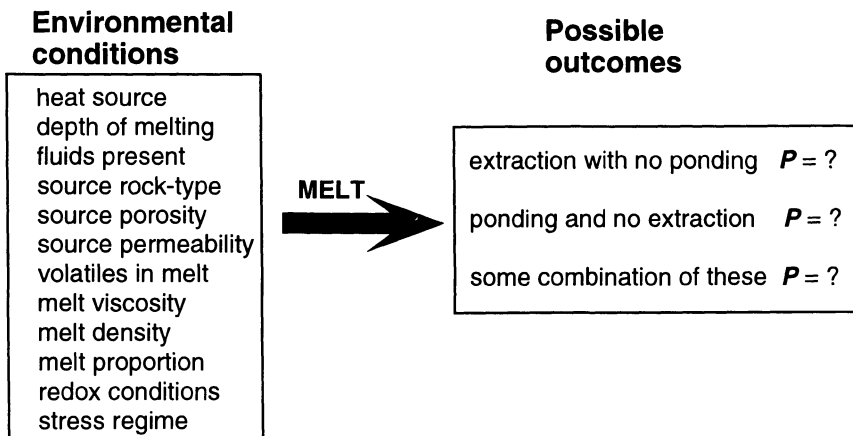 Environmental
conditions
heat source
depth of melting
fluids present
source rock-type
source porosity
source permeability
volatiles in melt
melt viscosity
melt density
melt proportion
redox conditions
stress regime
MELT
Possible
outcomes
extraction with no ponding P = ?
ponding and no extraction P = ?
some combination of these P = ?